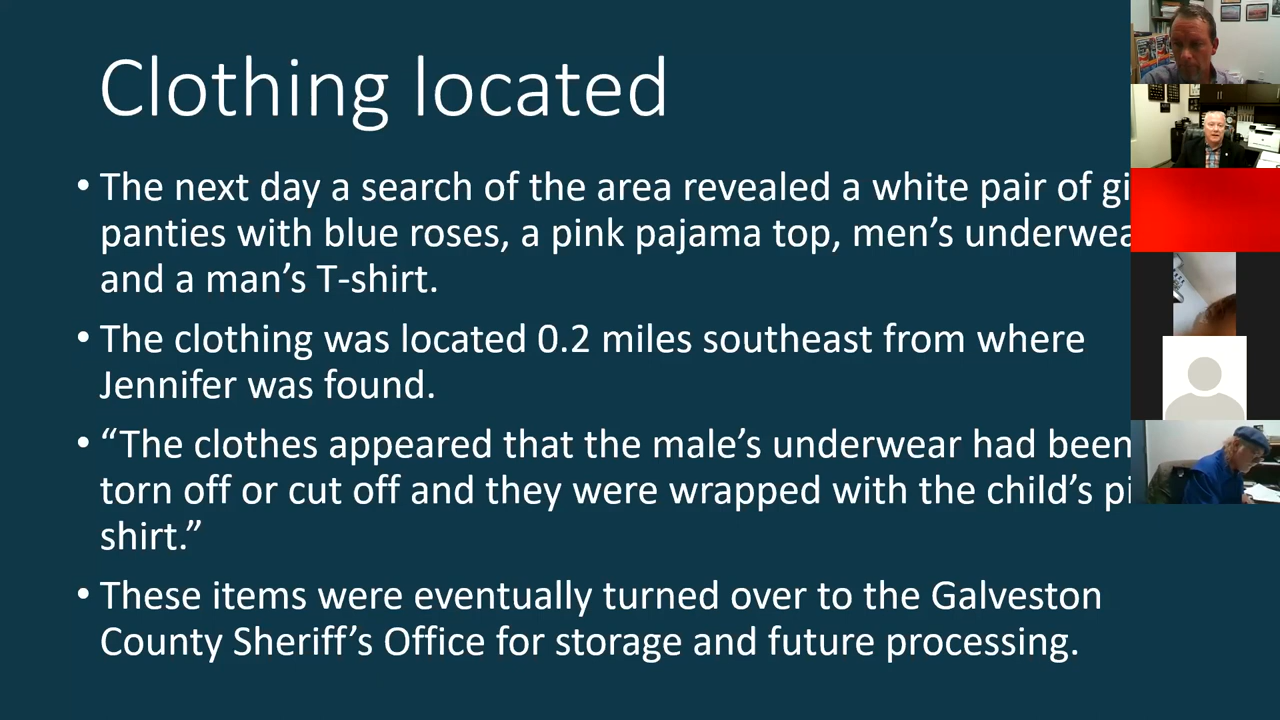 Clothing located
• The next day a search of the area revealed a white pair of
panties with blue roses, a pink pajama top, men’s
and a man’s T-shirt.
• The clothing was located 0.2 miles southeast from where
Jennifer was found.
• “The clothes appeared that the male’s underwear had been
torn off or cut off and they were wrapped with the child’s
shirt.”
• These items were eventually turned over to the Galveston
County Sheriff’s Office for storage and future processing.